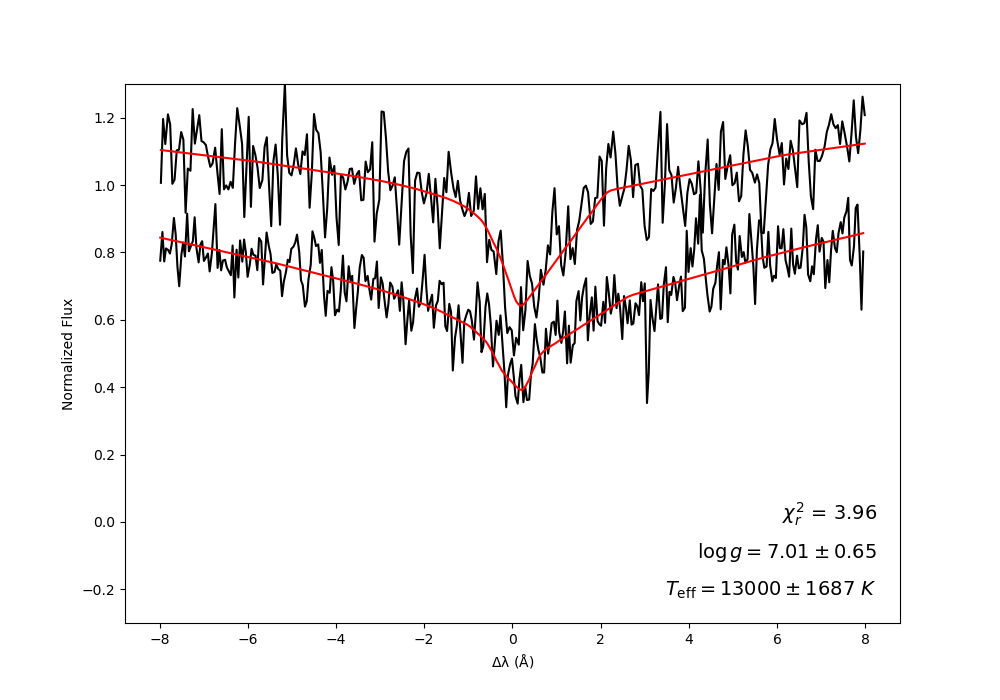 1.2
1.0
0.8
0.6
0.4
0.2
0.0
−0.2
Normalized Flux
χ²ᵣ = 3.96
log g = 7.01 ± 0.65
T_eff = 13000 ± 1687 K
−8 −6 −4 −2 0 2 4 6 8
Δλ (Å)